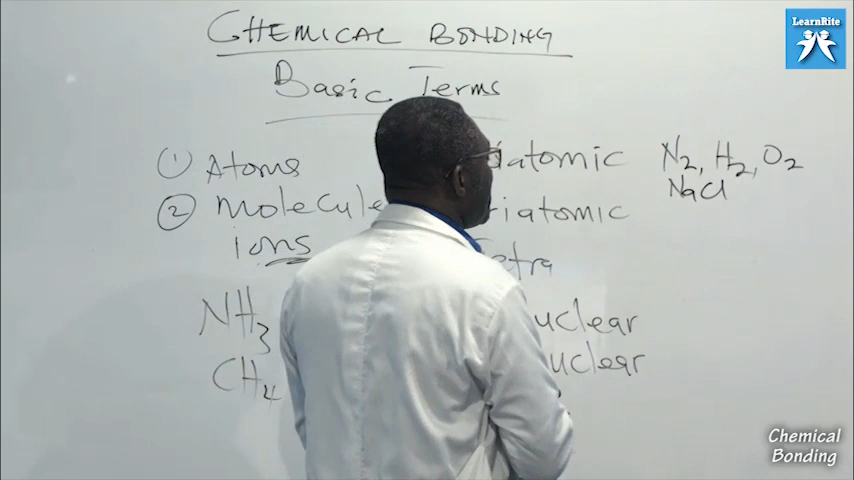 LearnRite
CHEMICAL BONDING
Basic Terms
① Atoms
iatomic N2, H2, O2
NaCl
② Molecule
iatomic
ions
etra
NH3
uclear
CH4
uclear
Chemical
Bonding